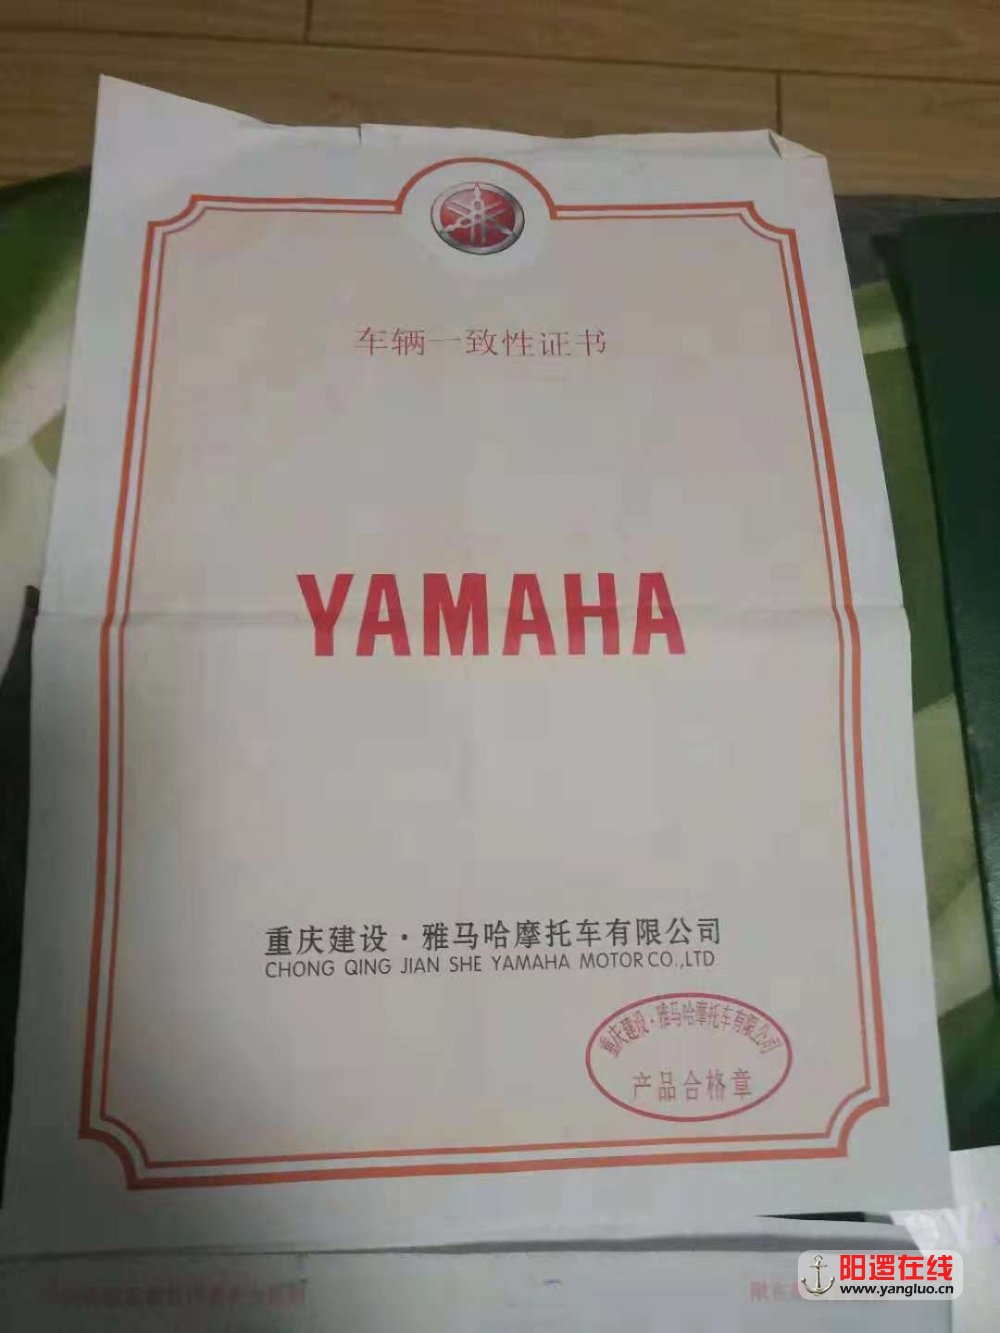 车辆一致性证书
YAMAHA
重庆建设·雅马哈摩托车有限公司
CHONG QING JIAN SHE YAMAHA MOTOR CO.,LTD
重庆建设·雅马哈摩托车有限公司
产品合格章
阳逻在线
www.yangluo.cn